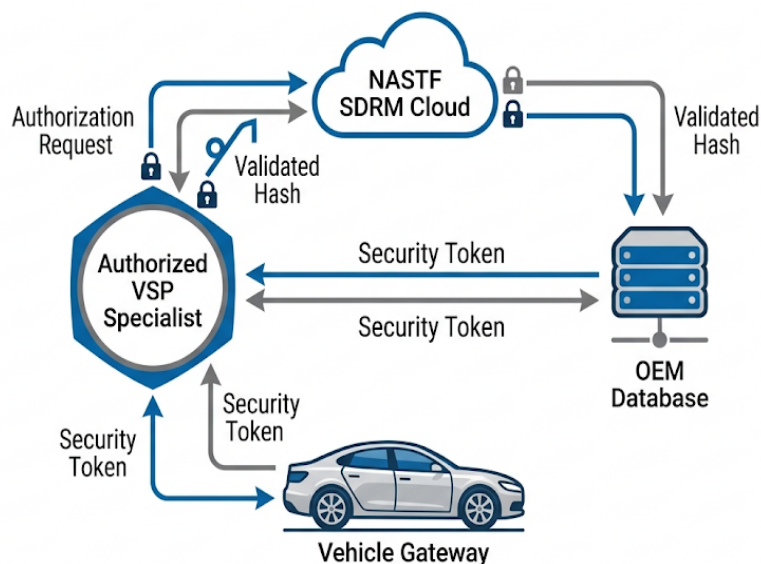 NASTF
SDRM Cloud
Authorization
Request
Validated
Hash
Validated
Hash
Authorized
VSP
Specialist
Security Token
Security Token
OEM
Database
Security
Token
Security
Token
Vehicle Gateway